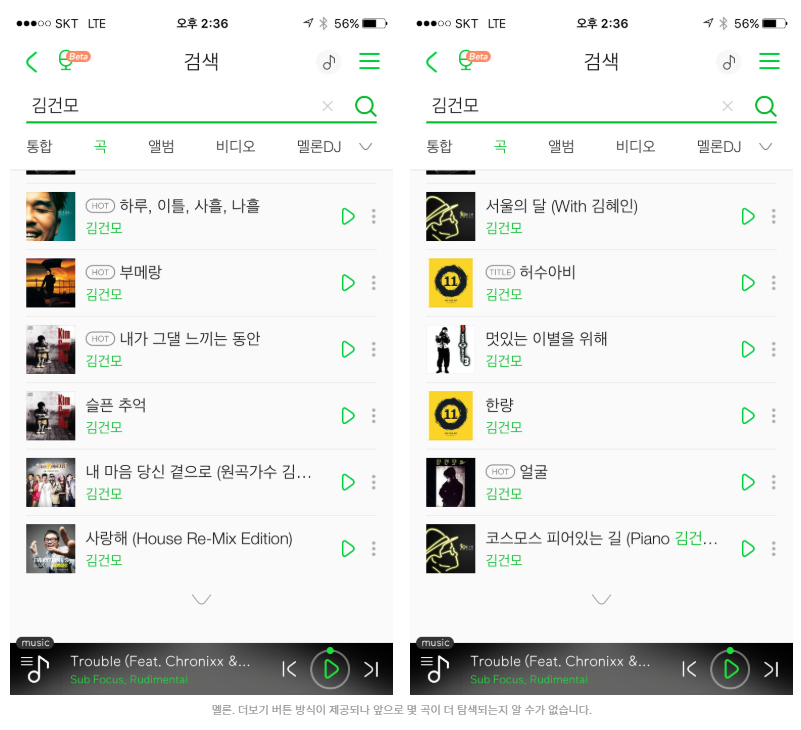 SKT LTE 오후 2:36 56%
Beta 검색
김건모
통합 곡 앨범 비디오 멜론DJ
HOT 하루, 이틀, 사흘, 나흘
김건모
HOT 부메랑
김건모
HOT 내가 그댈 느끼는 동안
김건모
슬픈 추억
김건모
내 마음 당신 곁으로 (원곡가수 김...
김건모
사랑해 (House Re-Mix Edition)
김건모
music
Trouble (Feat. Chronixx &...
Sub Focus, Rudimental
SKT LTE 오후 2:36 56%
Beta 검색
김건모
통합 곡 앨범 비디오 멜론DJ
서울의 달 (With 김혜인)
김건모
11
TITLE 허수아비
김건모
멋있는 이별을 위해
김건모
11
한량
김건모
HOT 얼굴
김건모
코스모스 피어있는 길 (Piano 김건...
김건모
music
Trouble (Feat. Chronixx &...
Sub Focus, Rudimental
멜론. 더보기 버튼 방식이 제공되나 앞으로 몇 곡이 더 탐색되는지 알 수가 없습니다.